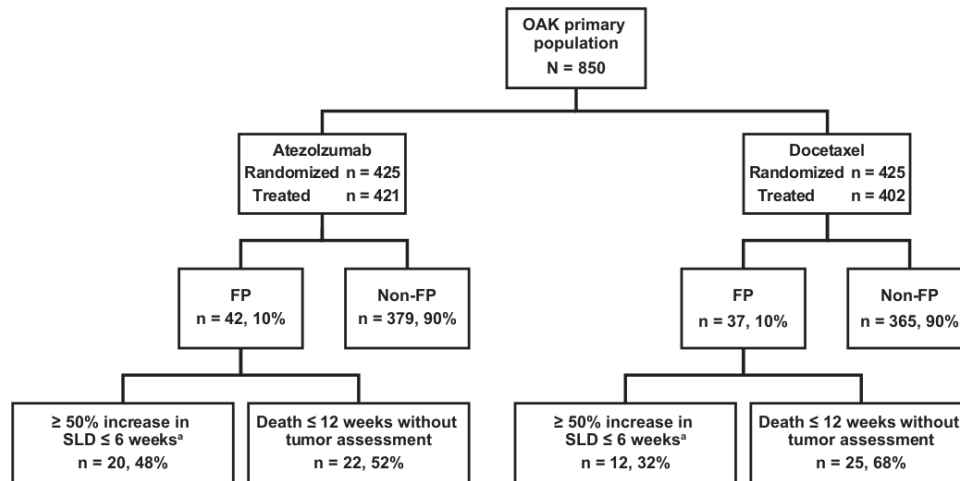 OAK primary
population
N = 850
Atezolzumab
Randomized n = 425
Treated n = 421
Docetaxel
Randomized n = 425
Treated n = 402
FP
n = 42, 10%
Non-FP
n = 379, 90%
FP
n = 37, 10%
Non-FP
n = 365, 90%
≥ 50% increase in
SLD ≤ 6 weeksᵃ
n = 20, 48%
Death ≤ 12 weeks without
tumor assessment
n = 22, 52%
≥ 50% increase in
SLD ≤ 6 weeksᵃ
n = 12, 32%
Death ≤ 12 weeks without
tumor assessment
n = 25, 68%